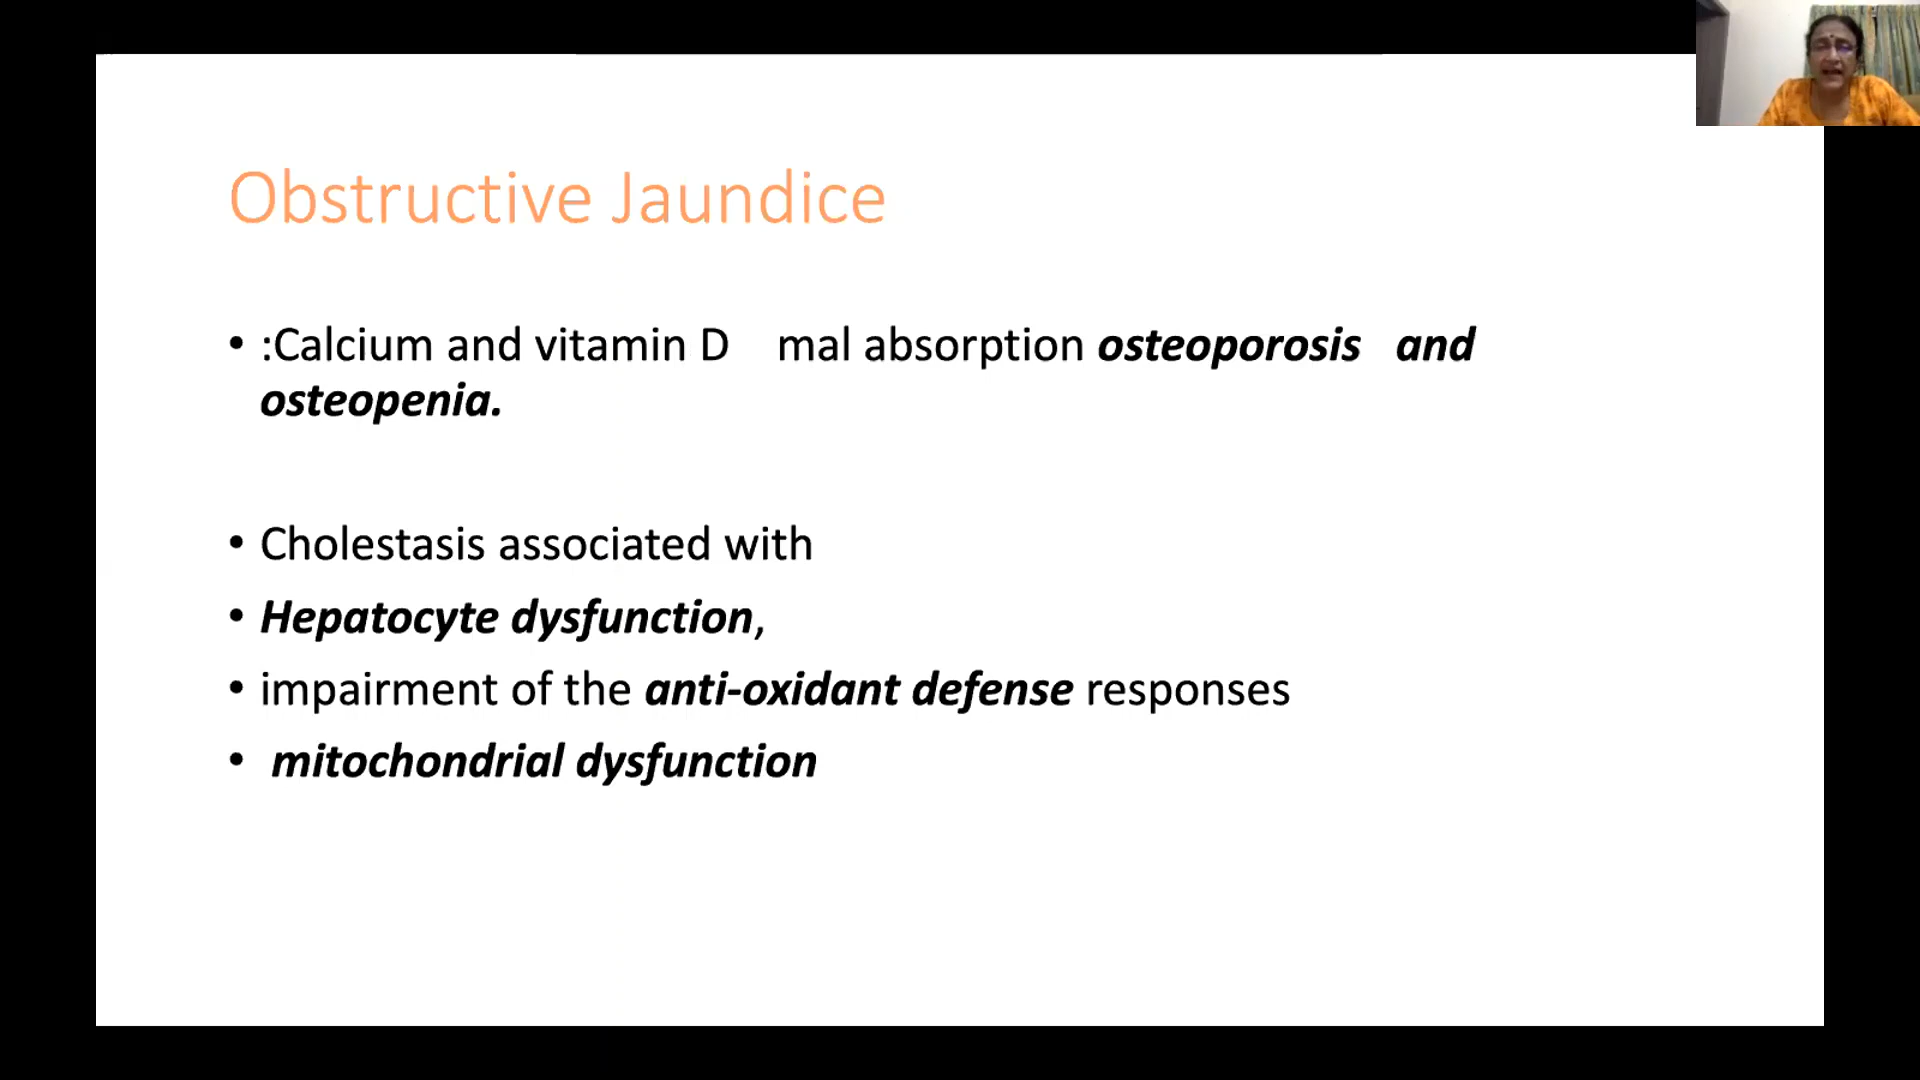 Obstructive Jaundice
• :Calcium and vitamin D mal absorption osteoporosis and
osteopenia.
• Cholestasis associated with
• Hepatocyte dysfunction,
• impairment of the anti-oxidant defense responses
• mitochondrial dysfunction